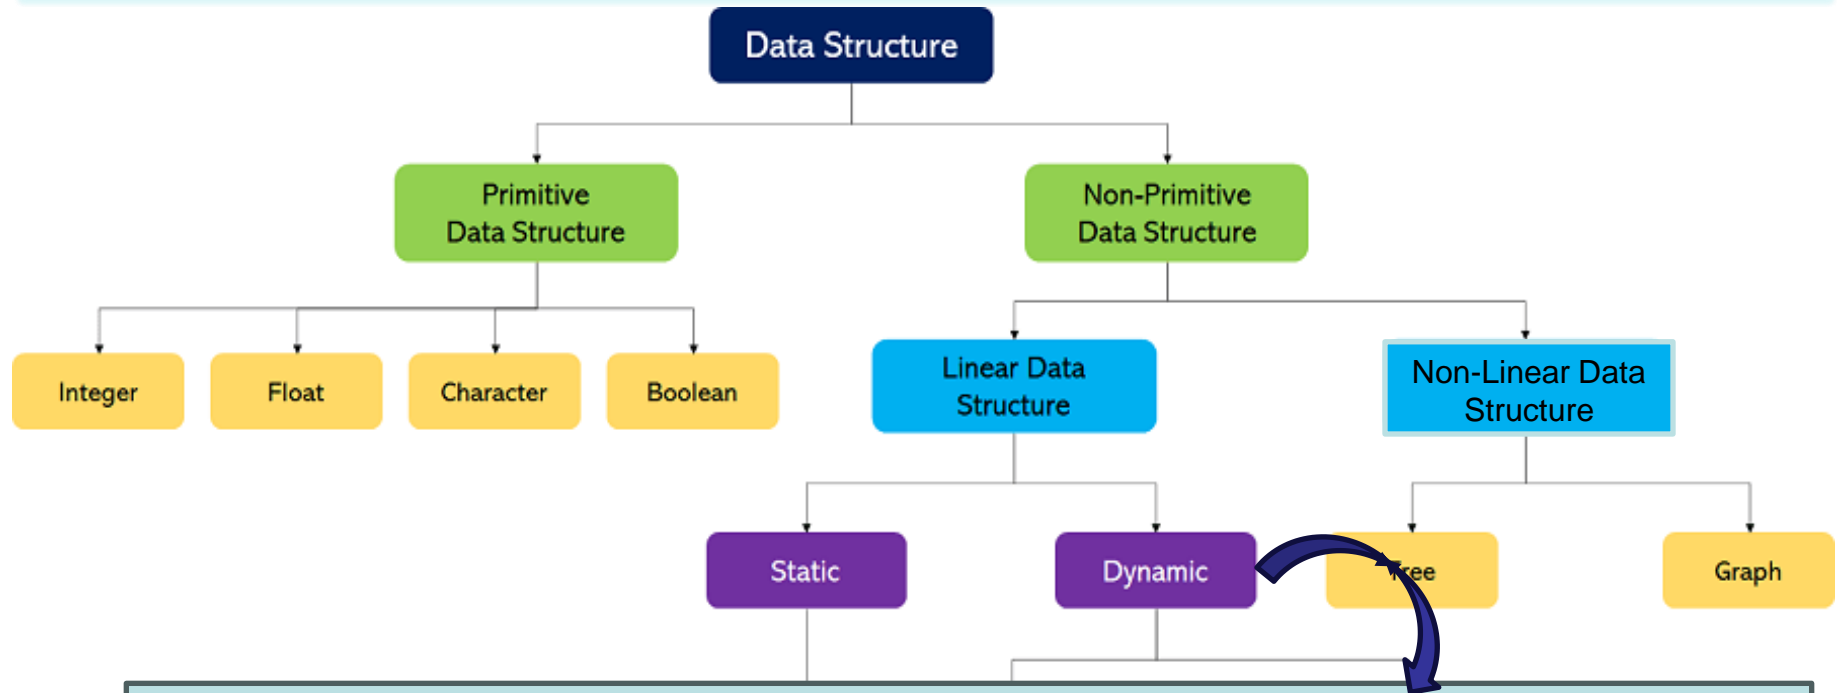 Data Structure
Primitive
Data Structure
Non-Primitive
Data Structure
Integer
Float
Character
Boolean
Linear Data
Structure
Non-Linear Data
Structure
Static
Dynamic
Tree
Graph